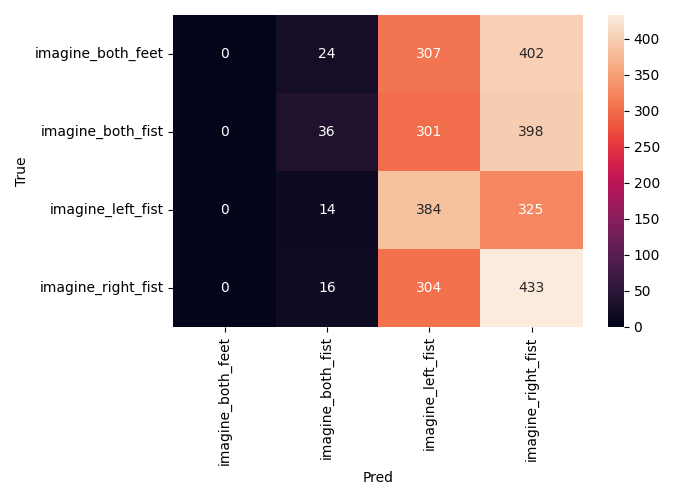 imagine_both_feet 0 24 307 402
imagine_both_fist 0 36 301 398
imagine_left_fist 0 14 384 325
imagine_right_fist 0 16 304 433
True
imagine_both_feet
imagine_both_fist
imagine_left_fist
imagine_right_fist
Pred
400
350
300
250
200
150
100
50
0